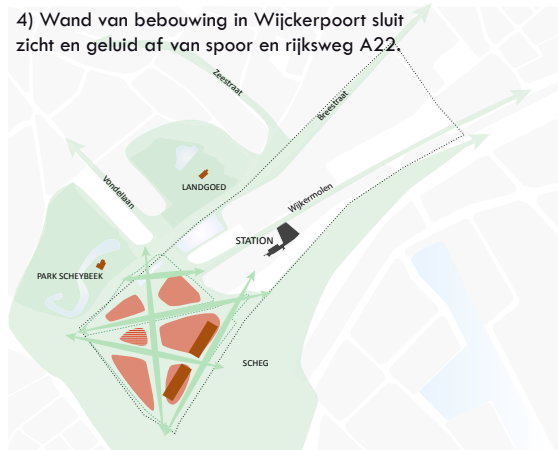 4) Wand van bebouwing in Wijckerpoort sluit
zicht en geluid af van spoor en rijksweg A22.
Zeestraat
Breestraat
Vondellaan
LANDGOED
Wijkermolen
STATION
PARK SCHEYBEEK
SCHEG